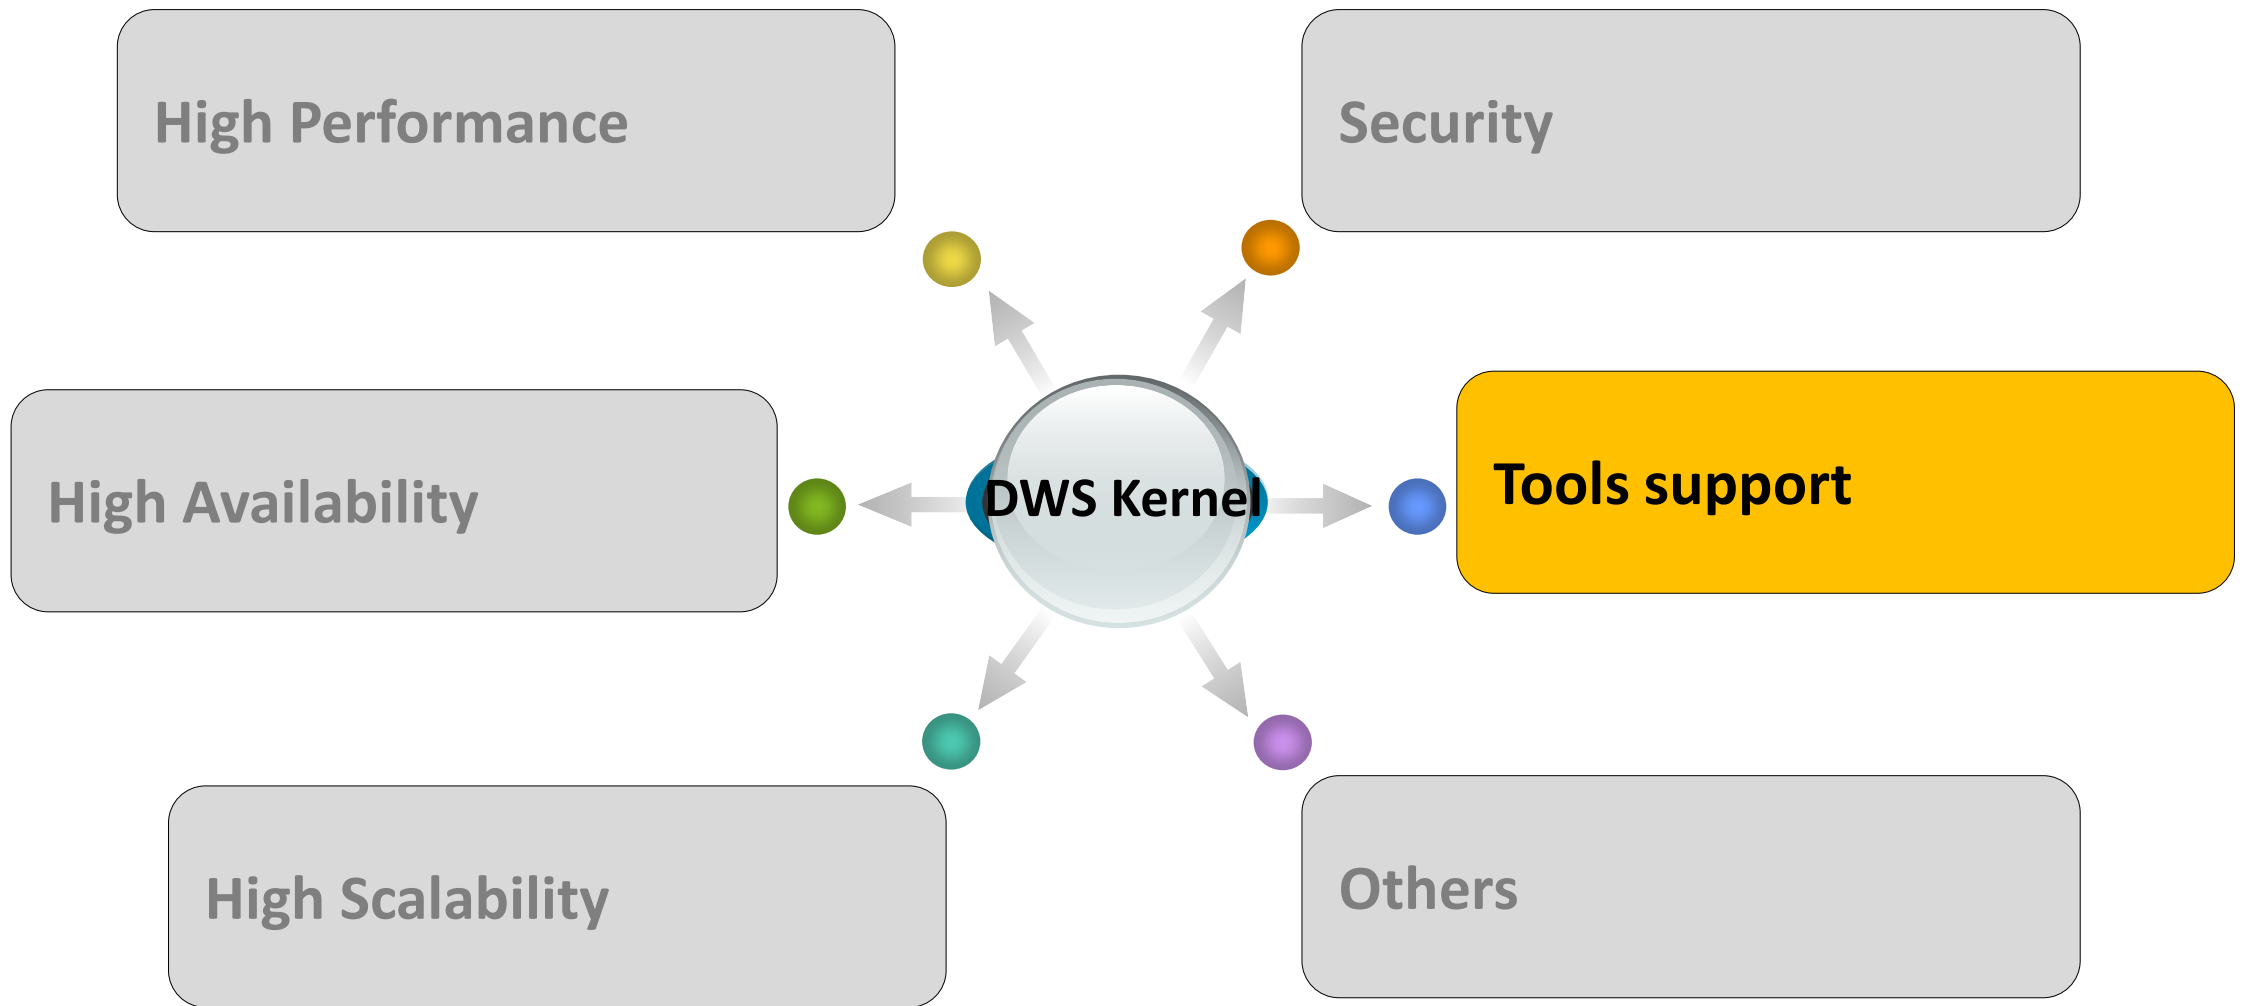 High Performance
Security
High Availability
DWS Kernel
Tools support
High Scalability
Others